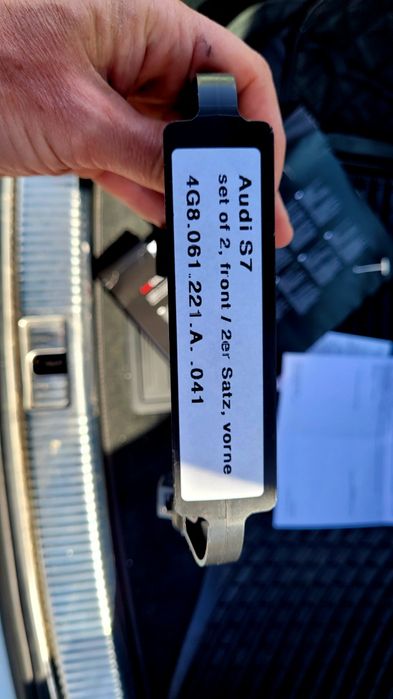 Audi S7
set of 2, front / 2er Satz, vorne
4G8.061.221.A. .041